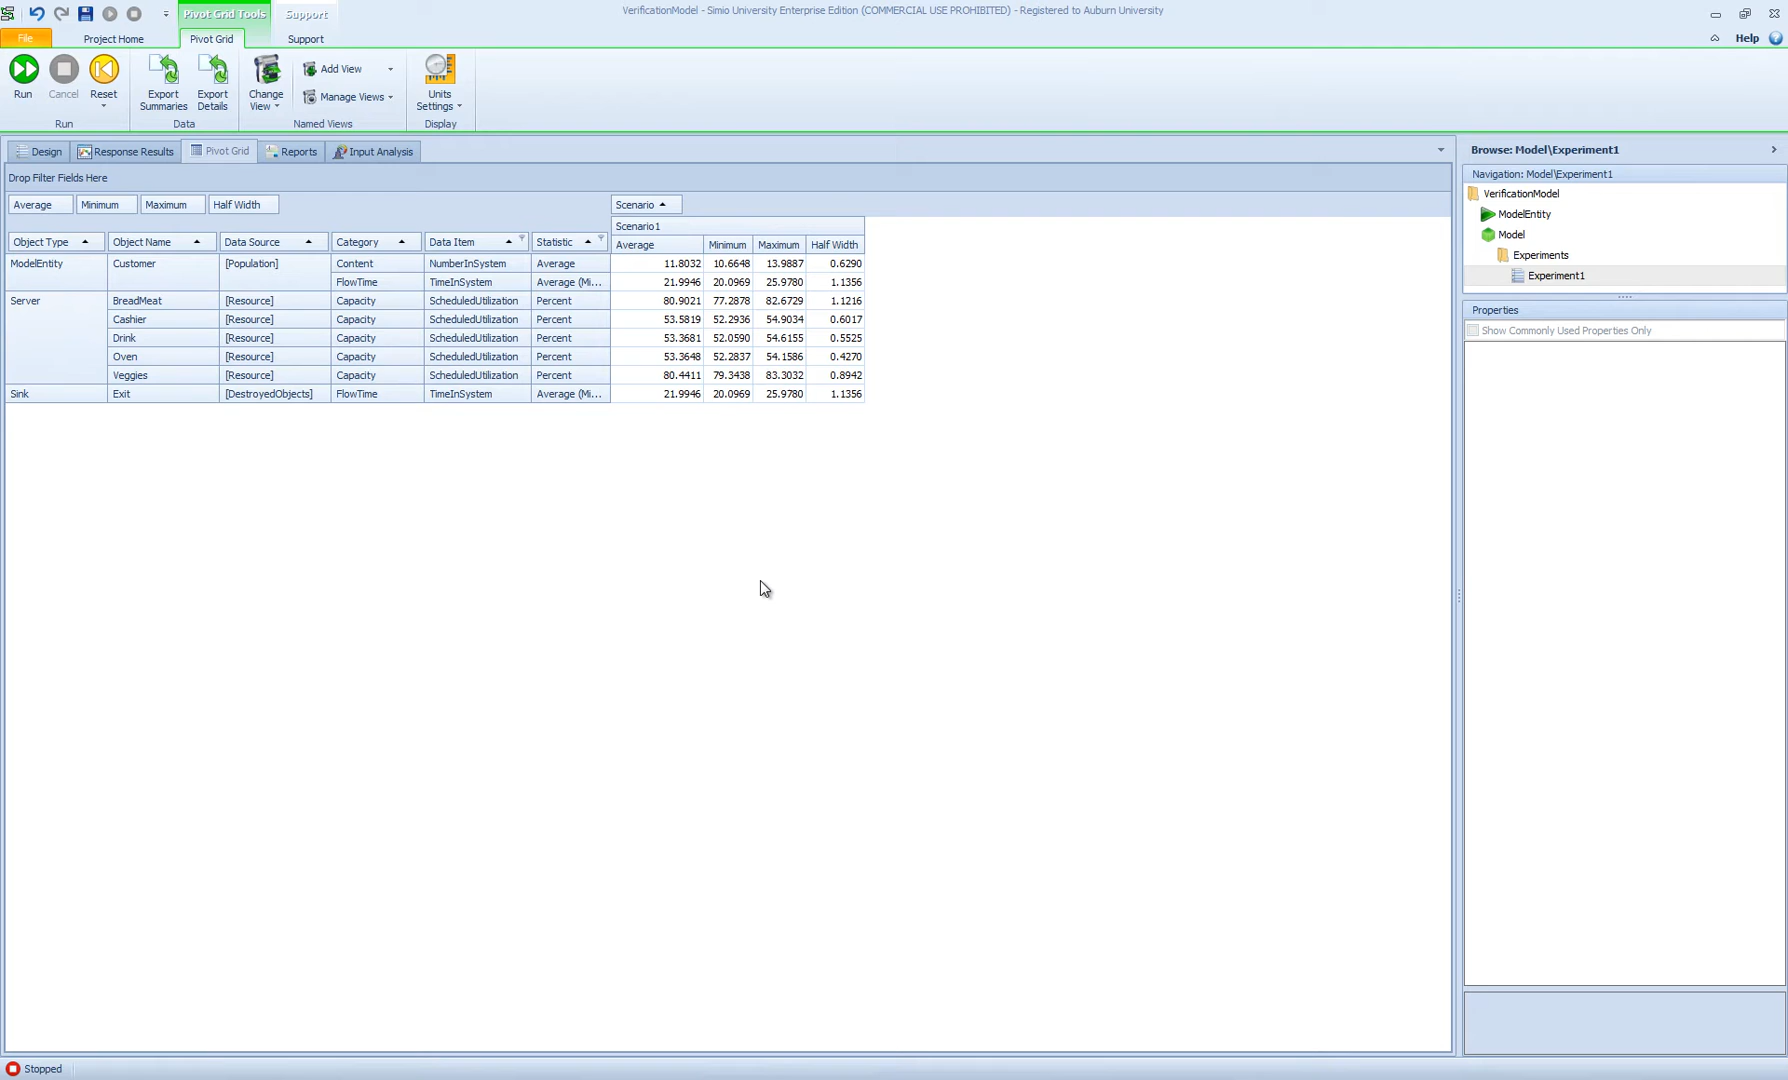 Pivot Grid Tools Support VerificationModel - Simio University Enterprise Edition (COMMERCIAL USE PROHIBITED) - Registered to Auburn University
File Project Home Pivot Grid Support Help
Run Cancel Reset Export Summaries Export Details Change View Add View Manage Views Units Settings
Run Data Named Views Display
Design Response Results Pivot Grid Reports Input Analysis
Drop Filter Fields Here
Average Minimum Maximum Half Width Scenario
Scenario1
Object Type Object Name Data Source Category Data Item Statistic Average Minimum Maximum Half Width
ModelEntity Customer [Population] Content NumberInSystem Average 11.8032 10.6648 13.9887 0.6290
FlowTime TimeInSystem Average (Mi... 21.9946 20.0969 25.9780 1.1356
Server BreadMeat [Resource] Capacity ScheduledUtilization Percent 80.9021 77.2878 82.6729 1.1216
Cashier [Resource] Capacity ScheduledUtilization Percent 53.5819 52.2936 54.9034 0.6017
Drink [Resource] Capacity ScheduledUtilization Percent 53.3681 52.0590 54.6155 0.5525
Oven [Resource] Capacity ScheduledUtilization Percent 53.3648 52.2837 54.1586 0.4270
Veggies [Resource] Capacity ScheduledUtilization Percent 80.4411 79.3438 83.3032 0.8942
Sink Exit [DestroyedObjects] FlowTime TimeInSystem Average (Mi... 21.9946 20.0969 25.9780 1.1356
Browse: Model\Experiment1
Navigation: Model\Experiment1
VerificationModel
ModelEntity
Model
Experiments
Experiment1
Properties
Show Commonly Used Properties Only
Stopped